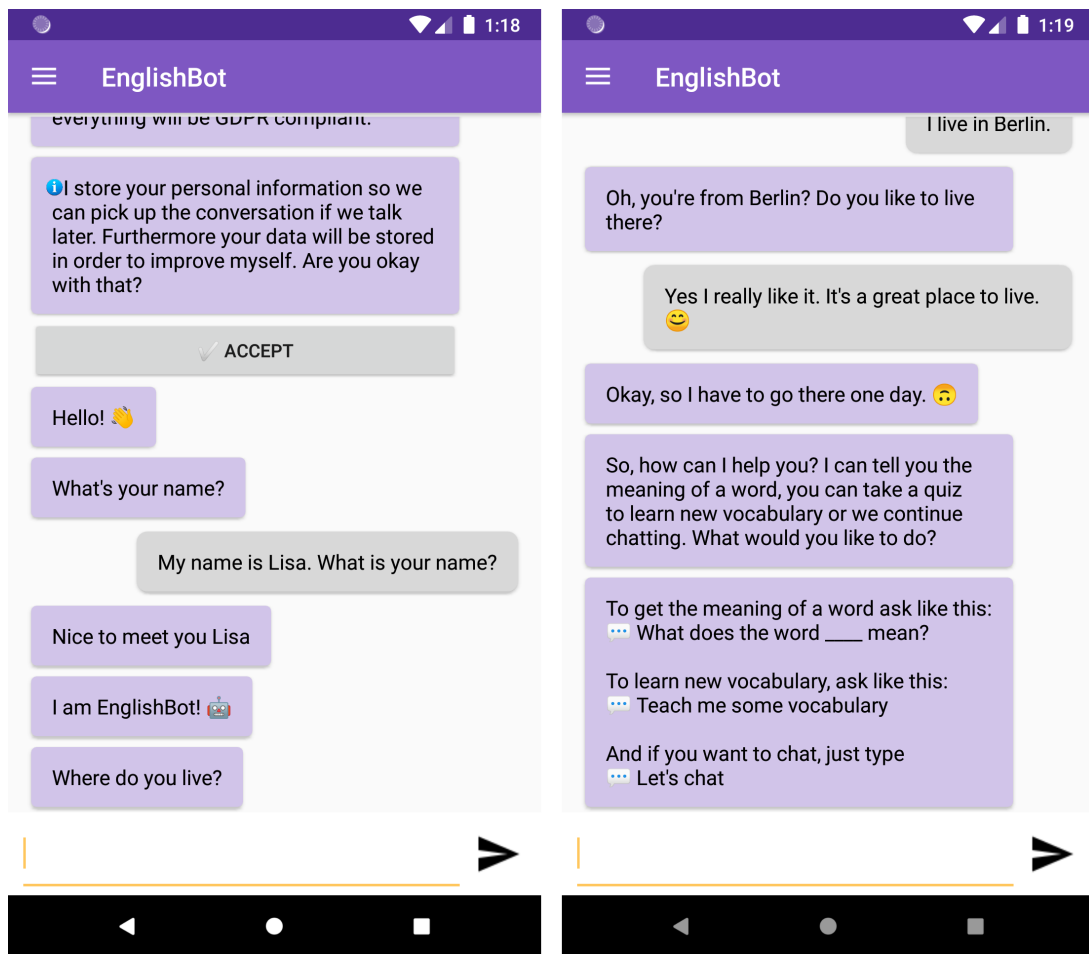 1:18
EnglishBot
everything will be GDPR compliant.
ℹ️I store your personal information so we
can pick up the conversation if we talk
later. Furthermore your data will be stored
in order to improve myself. Are you okay
with that?
✔️ ACCEPT
Hello! 👋
What's your name?
My name is Lisa. What is your name?
Nice to meet you Lisa
I am EnglishBot! 🤖
Where do you live?
1:19
EnglishBot
I live in Berlin.
Oh, you're from Berlin? Do you like to live
there?
Yes I really like it. It's a great place to live.
😊
Okay, so I have to go there one day. 🙃
So, how can I help you? I can tell you the
meaning of a word, you can take a quiz
to learn new vocabulary or we continue
chatting. What would you like to do?
To get the meaning of a word ask like this:
💬 What does the word ____ mean?
To learn new vocabulary, ask like this:
💬 Teach me some vocabulary
And if you want to chat, just type
💬 Let's chat